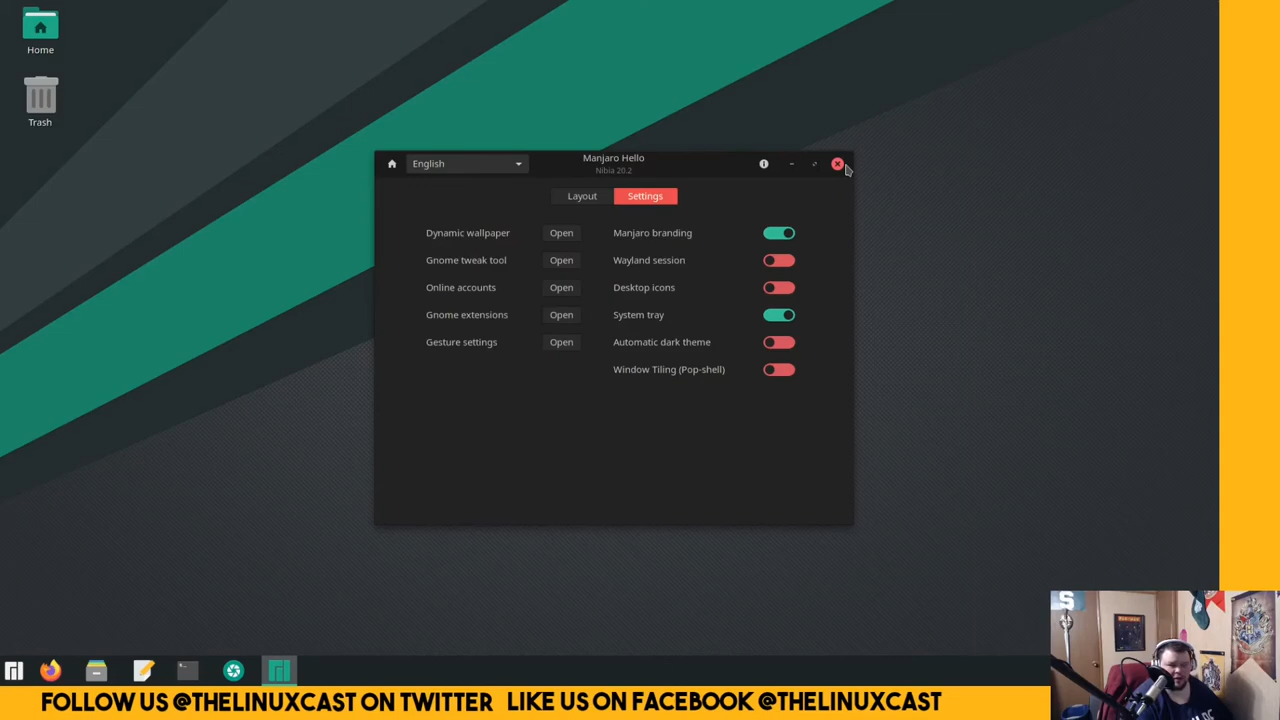 Home
Trash
English
Manjaro Hello
Nibia 20.2
Layout
Settings
Dynamic wallpaper
Open
Manjaro branding
Gnome tweak tool
Open
Wayland session
Online accounts
Open
Desktop icons
Gnome extensions
Open
System tray
Gesture settings
Open
Automatic dark theme
Window Tiling (Pop-shell)
S
FOLLOW US @THELINUXCAST ON TWITTER LIKE US ON FACEBOOK @THELINUXCAST